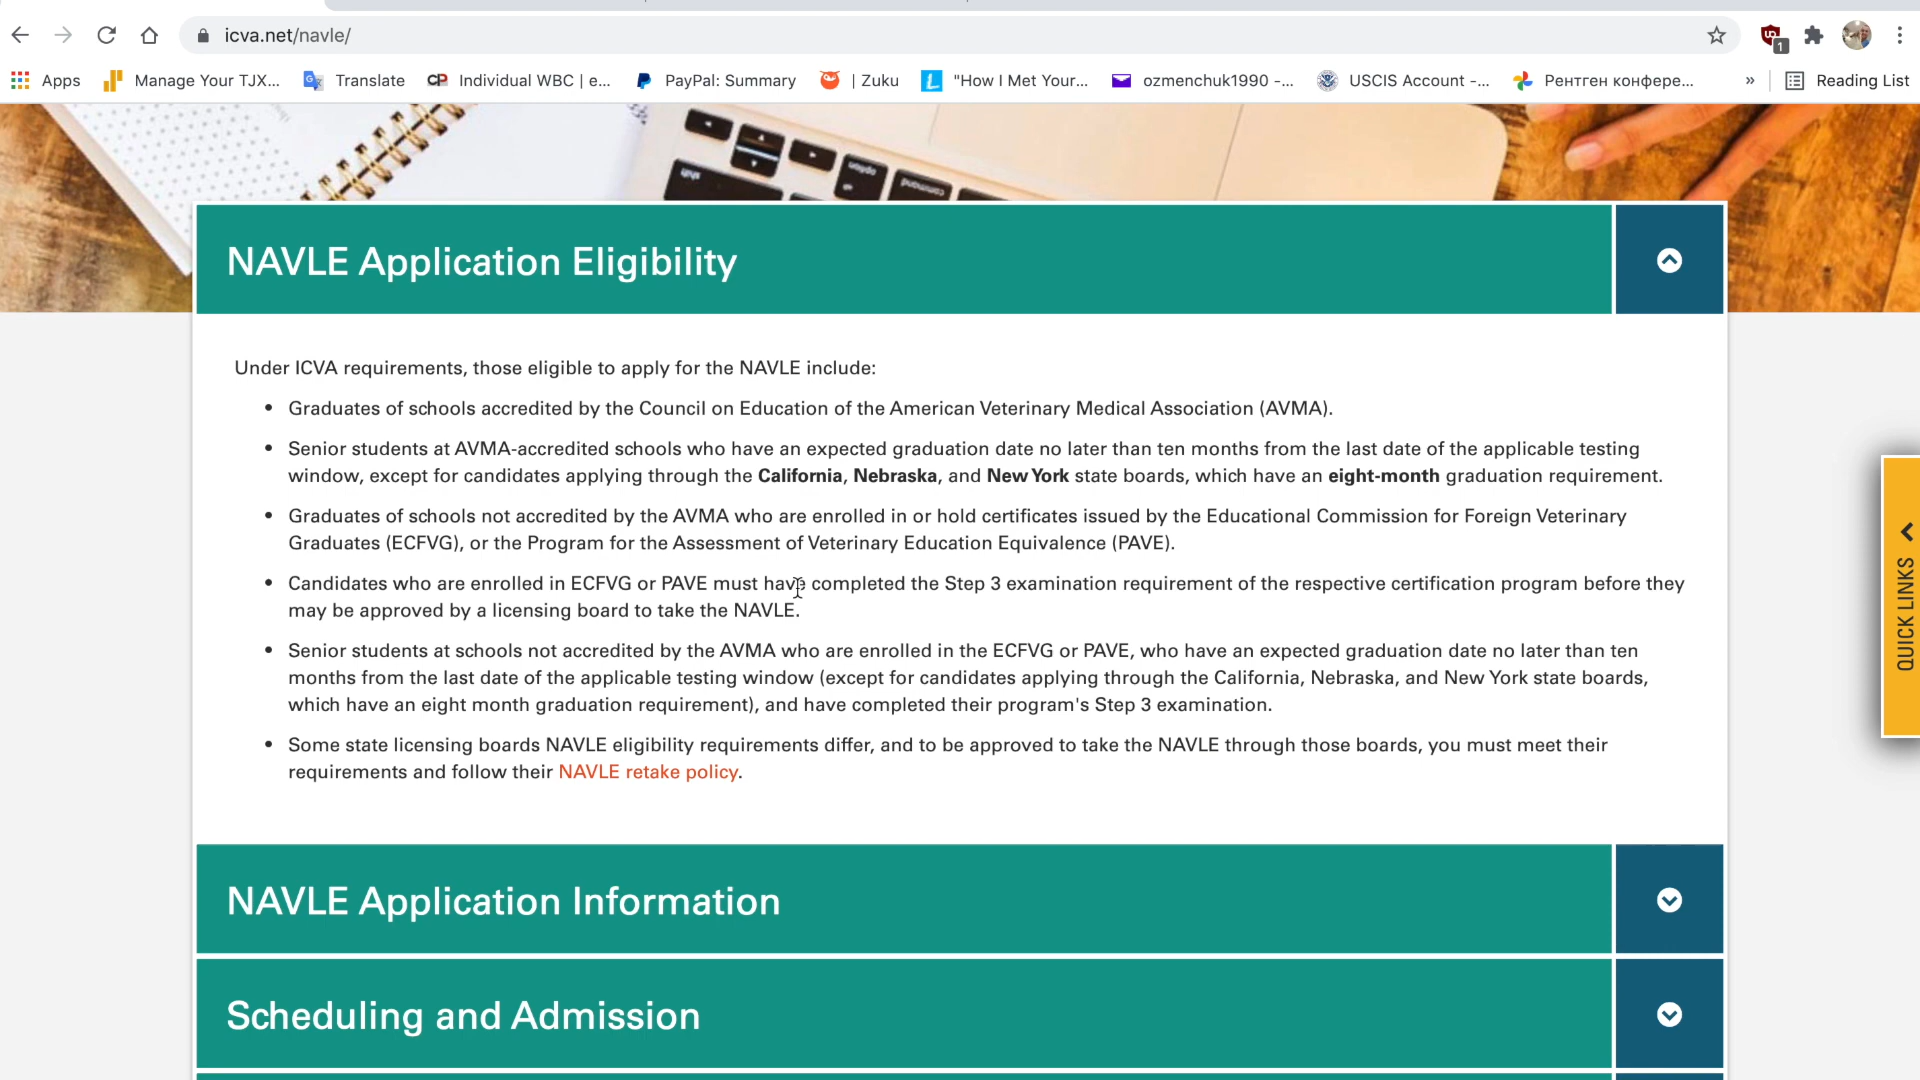 icva.net/navle/
1
Apps Manage Your TJX... Translate CP Individual WBC | e... PayPal: Summary | Zuku L "How I Met Your... ozmenchuk1990 -... USCIS Account -... Рентген конфере... » Reading List
shift option command
NAVLE Application Eligibility
Under ICVA requirements, those eligible to apply for the NAVLE include:
• Graduates of schools accredited by the Council on Education of the American Veterinary Medical Association (AVMA).
• Senior students at AVMA-accredited schools who have an expected graduation date no later than ten months from the last date of the applicable testing
window, except for candidates applying through the California, Nebraska, and New York state boards, which have an eight-month graduation requirement.
• Graduates of schools not accredited by the AVMA who are enrolled in or hold certificates issued by the Educational Commission for Foreign Veterinary
Graduates (ECFVG), or the Program for the Assessment of Veterinary Education Equivalence (PAVE).
• Candidates who are enrolled in ECFVG or PAVE must have completed the Step 3 examination requirement of the respective certification program before they
may be approved by a licensing board to take the NAVLE.
• Senior students at schools not accredited by the AVMA who are enrolled in the ECFVG or PAVE, who have an expected graduation date no later than ten
months from the last date of the applicable testing window (except for candidates applying through the California, Nebraska, and New York state boards,
which have an eight month graduation requirement), and have completed their program's Step 3 examination.
• Some state licensing boards NAVLE eligibility requirements differ, and to be approved to take the NAVLE through those boards, you must meet their
requirements and follow their NAVLE retake policy.
QUICK LINKS
NAVLE Application Information
Scheduling and Admission